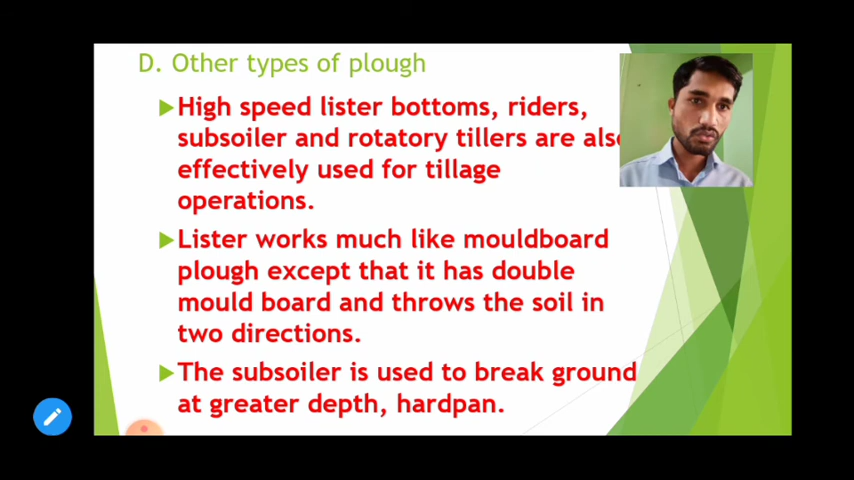 D. Other types of plough
High speed lister bottoms, riders,
subsoiler and rotatory tillers are
effectively used for tillage
operations.
Lister works much like mouldboard
plough except that it has double
mould board and throws the soil in
two directions.
The subsoiler is used to break ground
at greater depth, hardpan.